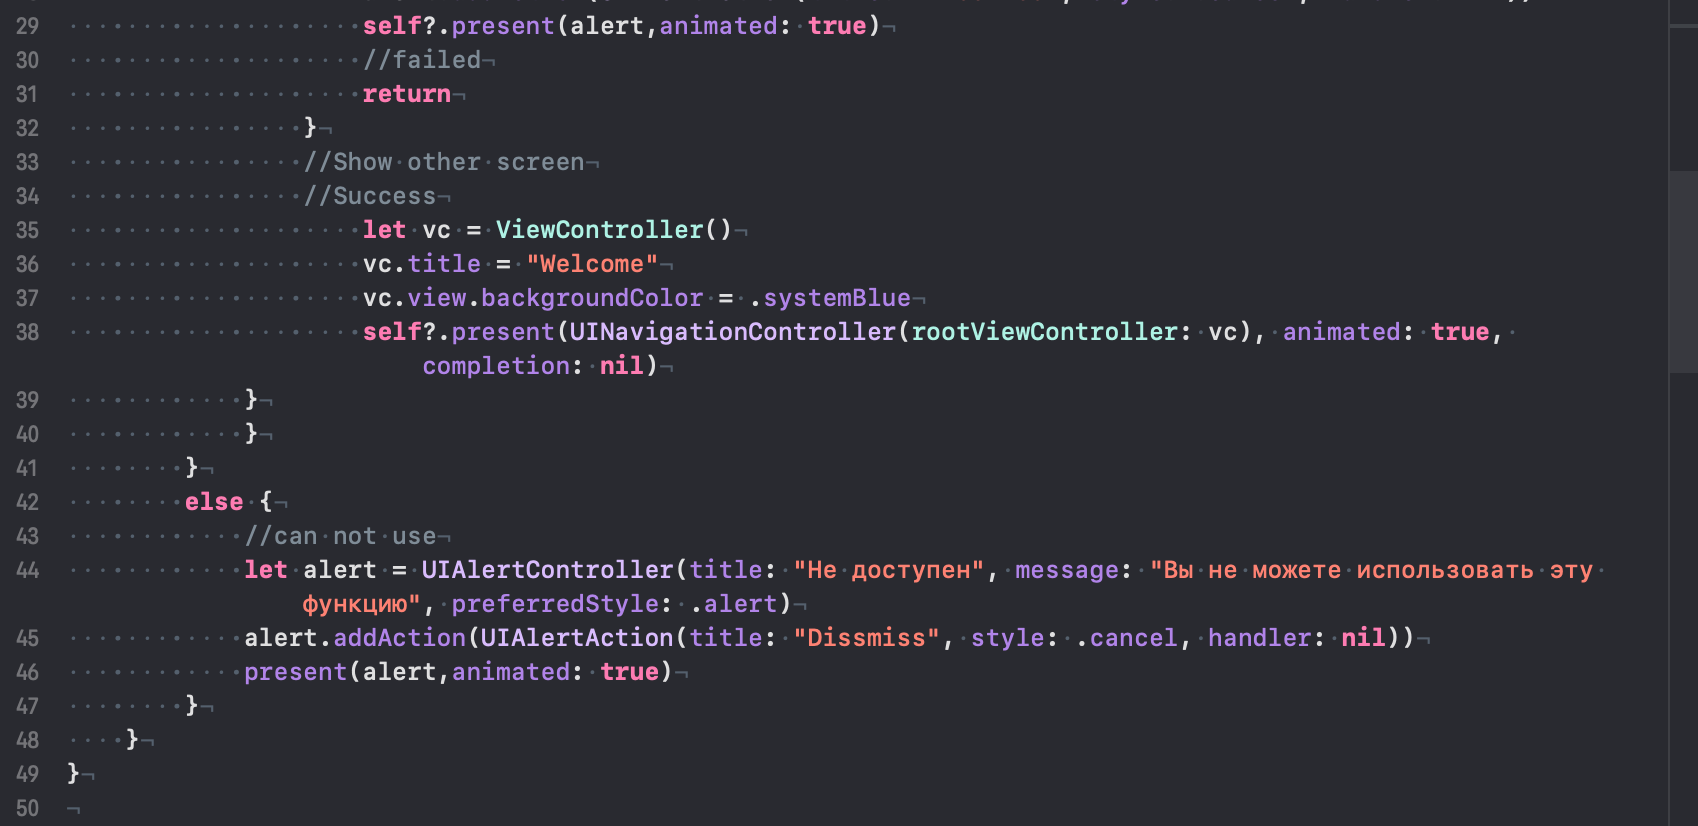 29 self?.present(alert,animated: true)
30 //failed
31 return
32 }
33 //Show other screen
34 //Success
35 let vc = ViewController()
36 vc.title = "Welcome"
37 vc.view.backgroundColor = .systemBlue
38 self?.present(UINavigationController(rootViewController: vc), animated: true,
completion: nil)
39 }
40 }
41 }
42 else {
43 //can not use
44 let alert = UIAlertController(title: "Не доступен", message: "Вы не можете использовать эту
функцию", preferredStyle: .alert)
45 alert.addAction(UIAlertAction(title: "Dissmiss", style: .cancel, handler: nil))
46 present(alert,animated: true)
47 }
48 }
49 }
50